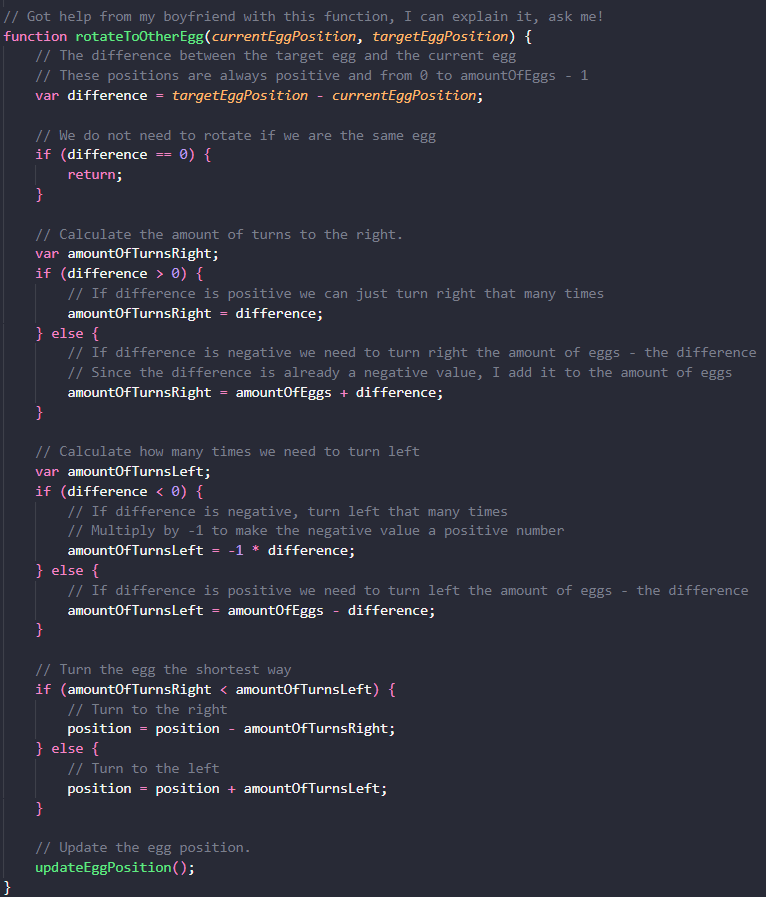 // Got help from my boyfriend with this function, I can explain it, ask me!
function rotateToOtherEgg(currentEggPosition, targetEggPosition) {
    // The difference between the target egg and the current egg
    // These positions are always positive and from 0 to amountOfEggs - 1
    var difference = targetEggPosition - currentEggPosition;

    // We do not need to rotate if we are the same egg
    if (difference == 0) {
        return;
    }

    // Calculate the amount of turns to the right.
    var amountOfTurnsRight;
    if (difference > 0) {
        // If difference is positive we can just turn right that many times
        amountOfTurnsRight = difference;
    } else {
        // If difference is negative we need to turn right the amount of eggs - the difference
        // Since the difference is already a negative value, I add it to the amount of eggs
        amountOfTurnsRight = amountOfEggs + difference;
    }

    // Calculate how many times we need to turn left
    var amountOfTurnsLeft;
    if (difference < 0) {
        // If difference is negative, turn left that many times
        // Multiply by -1 to make the negative value a positive number
        amountOfTurnsLeft = -1 * difference;
    } else {
        // If difference is positive we need to turn left the amount of eggs - the difference
        amountOfTurnsLeft = amountOfEggs - difference;
    }

    // Turn the egg the shortest way
    if (amountOfTurnsRight < amountOfTurnsLeft) {
        // Turn to the right
        position = position - amountOfTurnsRight;
    } else {
        // Turn to the left
        position = position + amountOfTurnsLeft;
    }

    // Update the egg position.
    updateEggPosition();
}